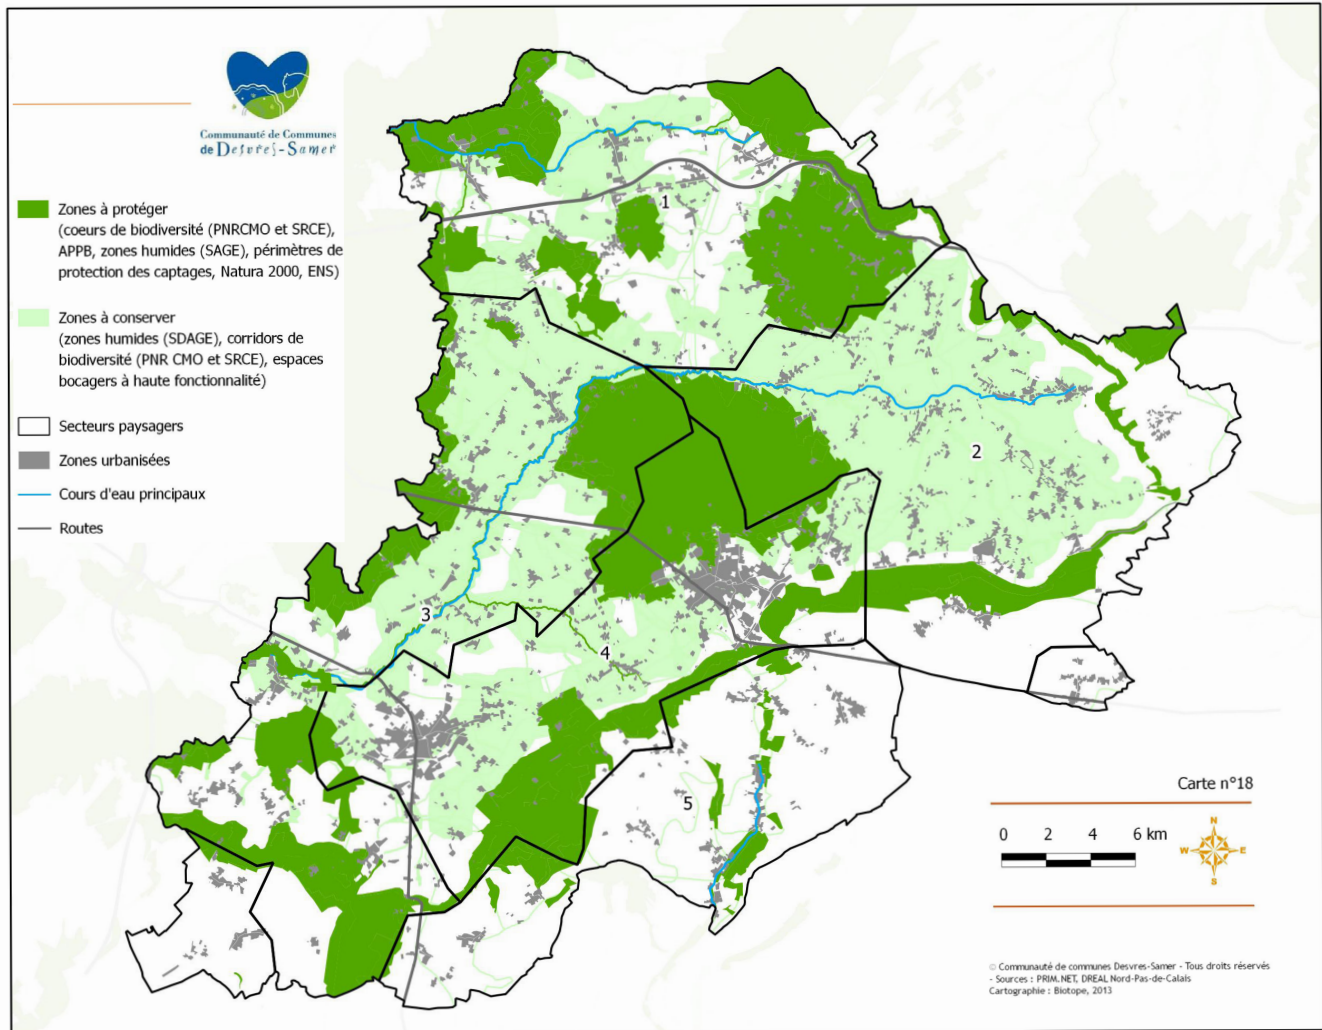 Communauté de Communes
de Desvres-Samer
Zones à protéger
(coeurs de biodiversité (PNRCMO et SRCE),
APPB, zones humides (SAGE), périmètres de
protection des captages, Natura 2000, ENS)
Zones à conserver
(zones humides (SDAGE), corridors de
biodiversité (PNR CMO et SRCE), espaces
bocagers à haute fonctionnalité)
Secteurs paysagers
Zones urbanisées
Cours d'eau principaux
Routes
1
2
3
4
5
Carte n°18
0 2 4 6 km
N
W E
S
© Communauté de communes Desvres-Samer - Tous droits réservés
- Sources : PRIM.NET, DREAL Nord-Pas-de-Calais
Cartographie : Biotope, 2013